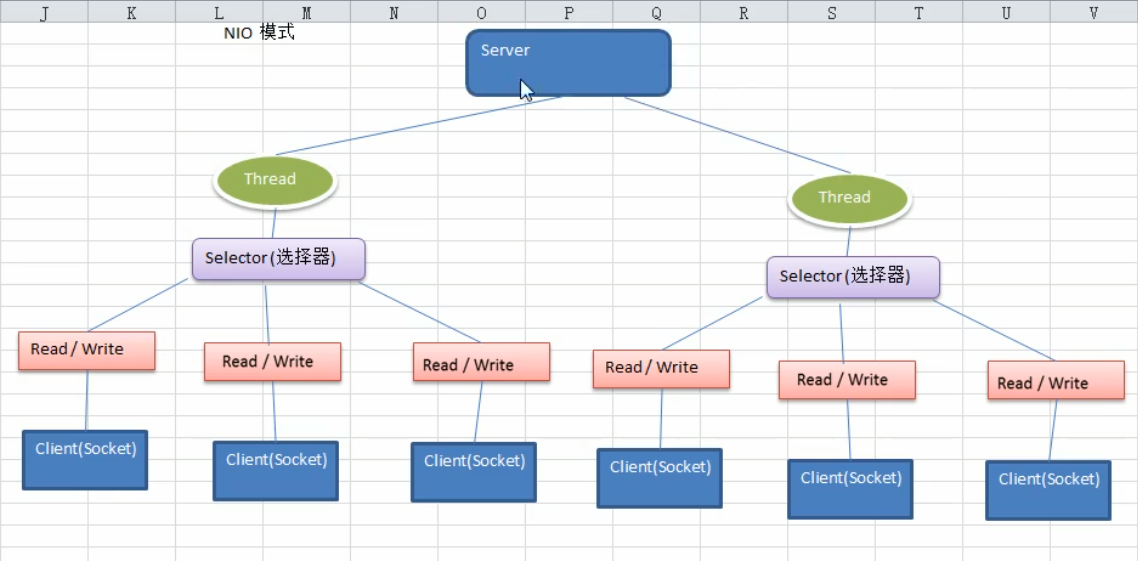 J K L M N O P Q R S T U V
NIO 模式
Server
Thread
Thread
Selector(选择器)
Selector(选择器)
Read / Write
Read / Write
Read / Write
Read / Write
Read / Write
Read / Write
Client(Socket)
Client(Socket)
Client(Socket)
Client(Socket)
Client(Socket)
Client(Socket)